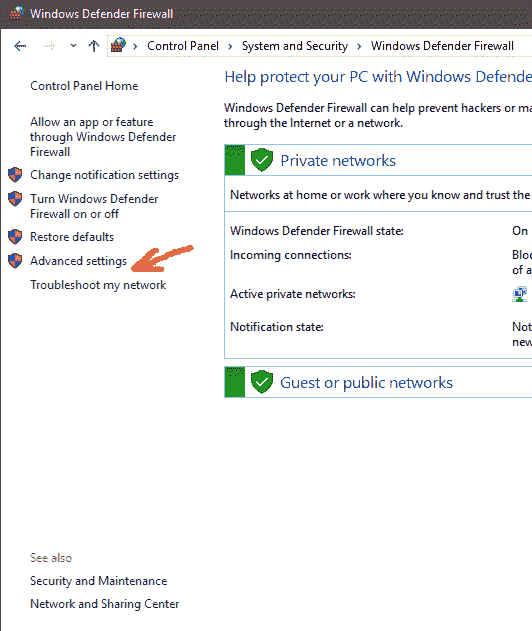 Windows Defender Firewall
Control Panel > System and Security > Windows Defender Firewall
Control Panel Home
Allow an app or feature
through Windows Defender
Firewall
Change notification settings
Turn Windows Defender
Firewall on or off
Restore defaults
Advanced settings
Troubleshoot my network
See also
Security and Maintenance
Network and Sharing Center
Help protect your PC with Windows Defende
Windows Defender Firewall can help prevent hackers or ma
through the Internet or a network.
Private networks
Networks at home or work where you know and trust the
Windows Defender Firewall state: On
Incoming connections: Bloc
of a
Active private networks:
Notification state: Not
new
Guest or public networks